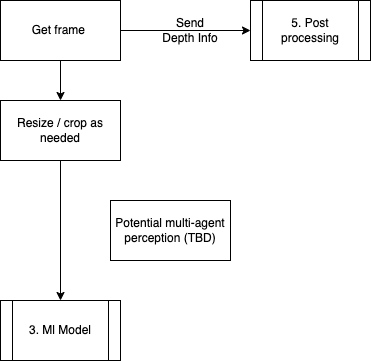 Get frame
Send
Depth Info
5. Post
processing
Resize / crop as
needed
Potential multi-agent
perception (TBD)
3. Ml Model